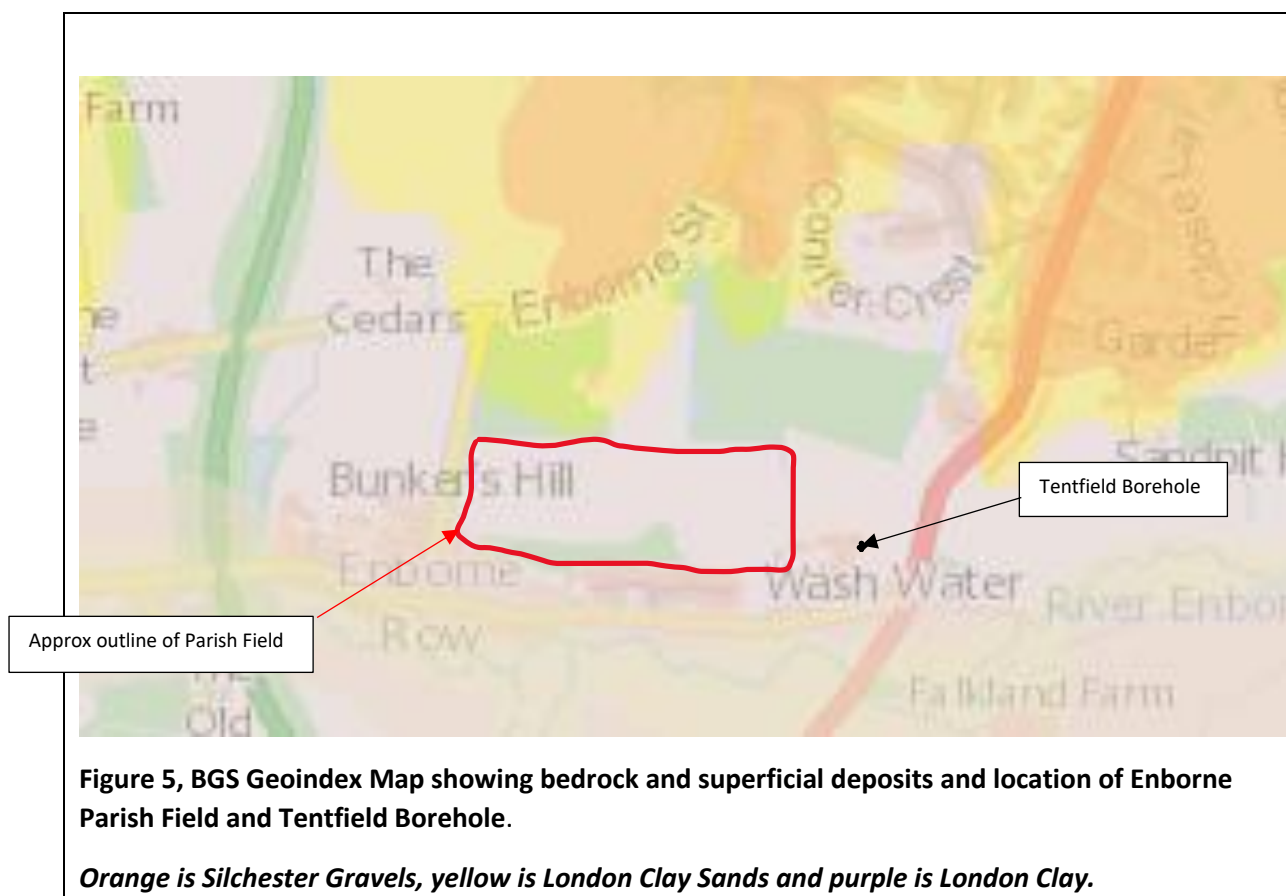 Farm
The
Cedars
Enborne St
Conifer Crest
Garden
Sandpit H
Bunker's Hill
Tentfield Borehole
Enborne
Row
Wash Water
River Enbor
Approx outline of Parish Field
Falkland Farm
The
Old
Figure 5, BGS Geoindex Map showing bedrock and superficial deposits and location of Enborne
Parish Field and Tentfield Borehole.
Orange is Silchester Gravels, yellow is London Clay Sands and purple is London Clay.